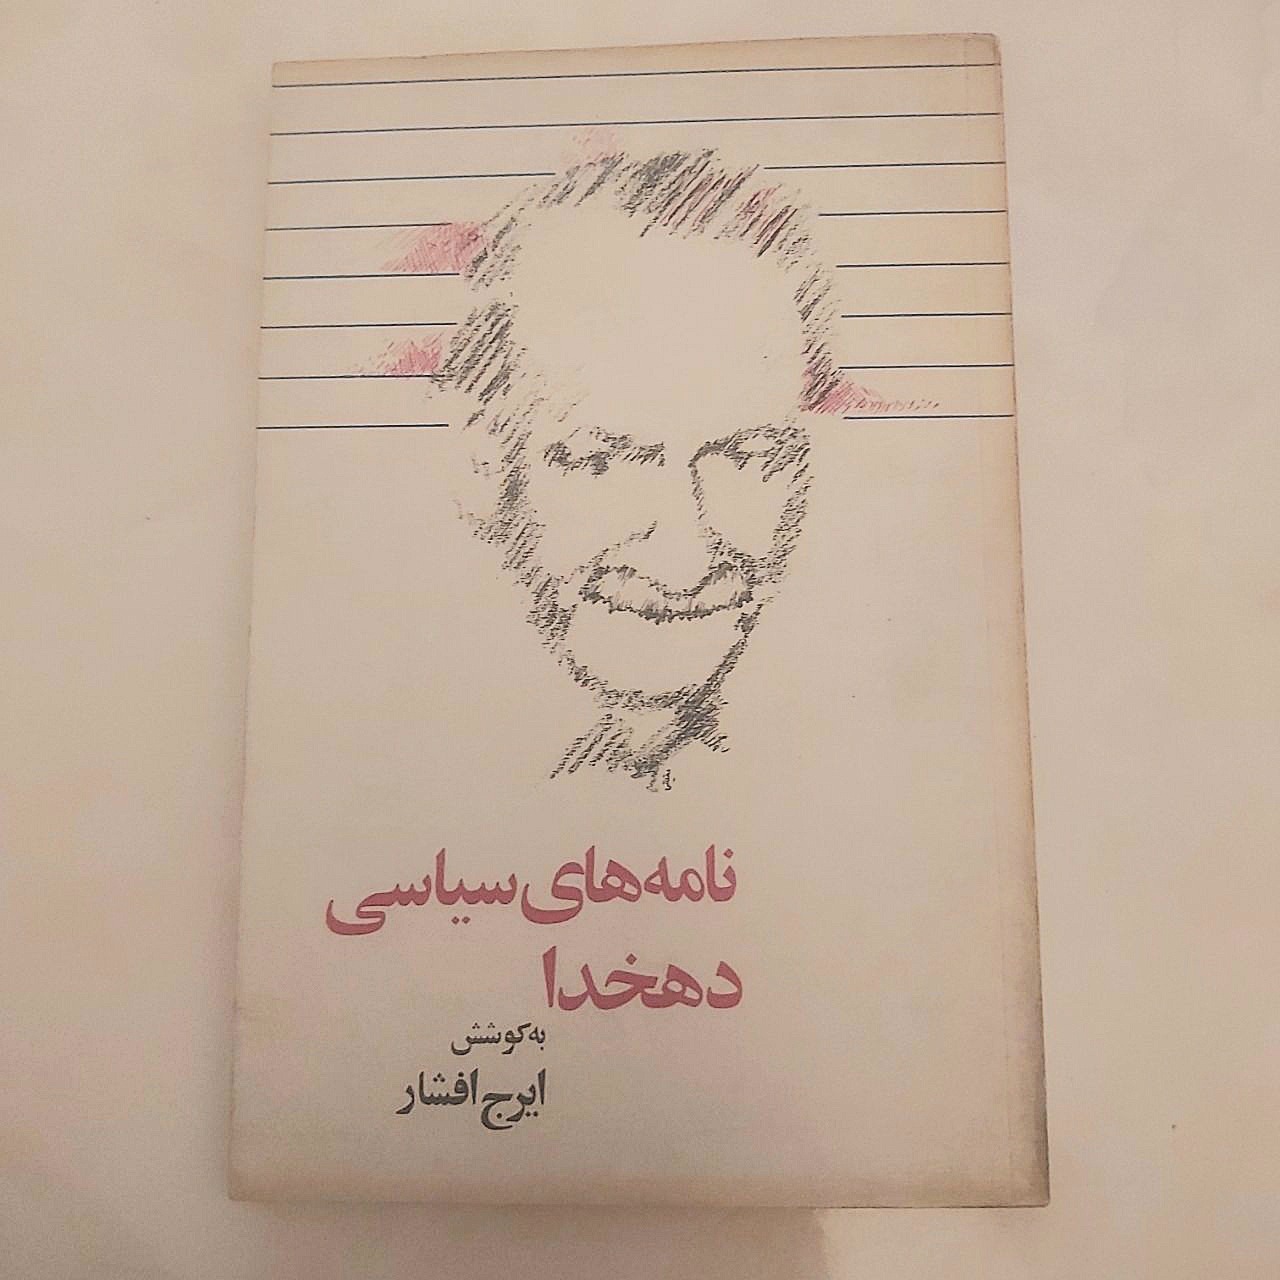 نامه‌های سیاسی
دهخدا
به کوشش
ایرج افشار